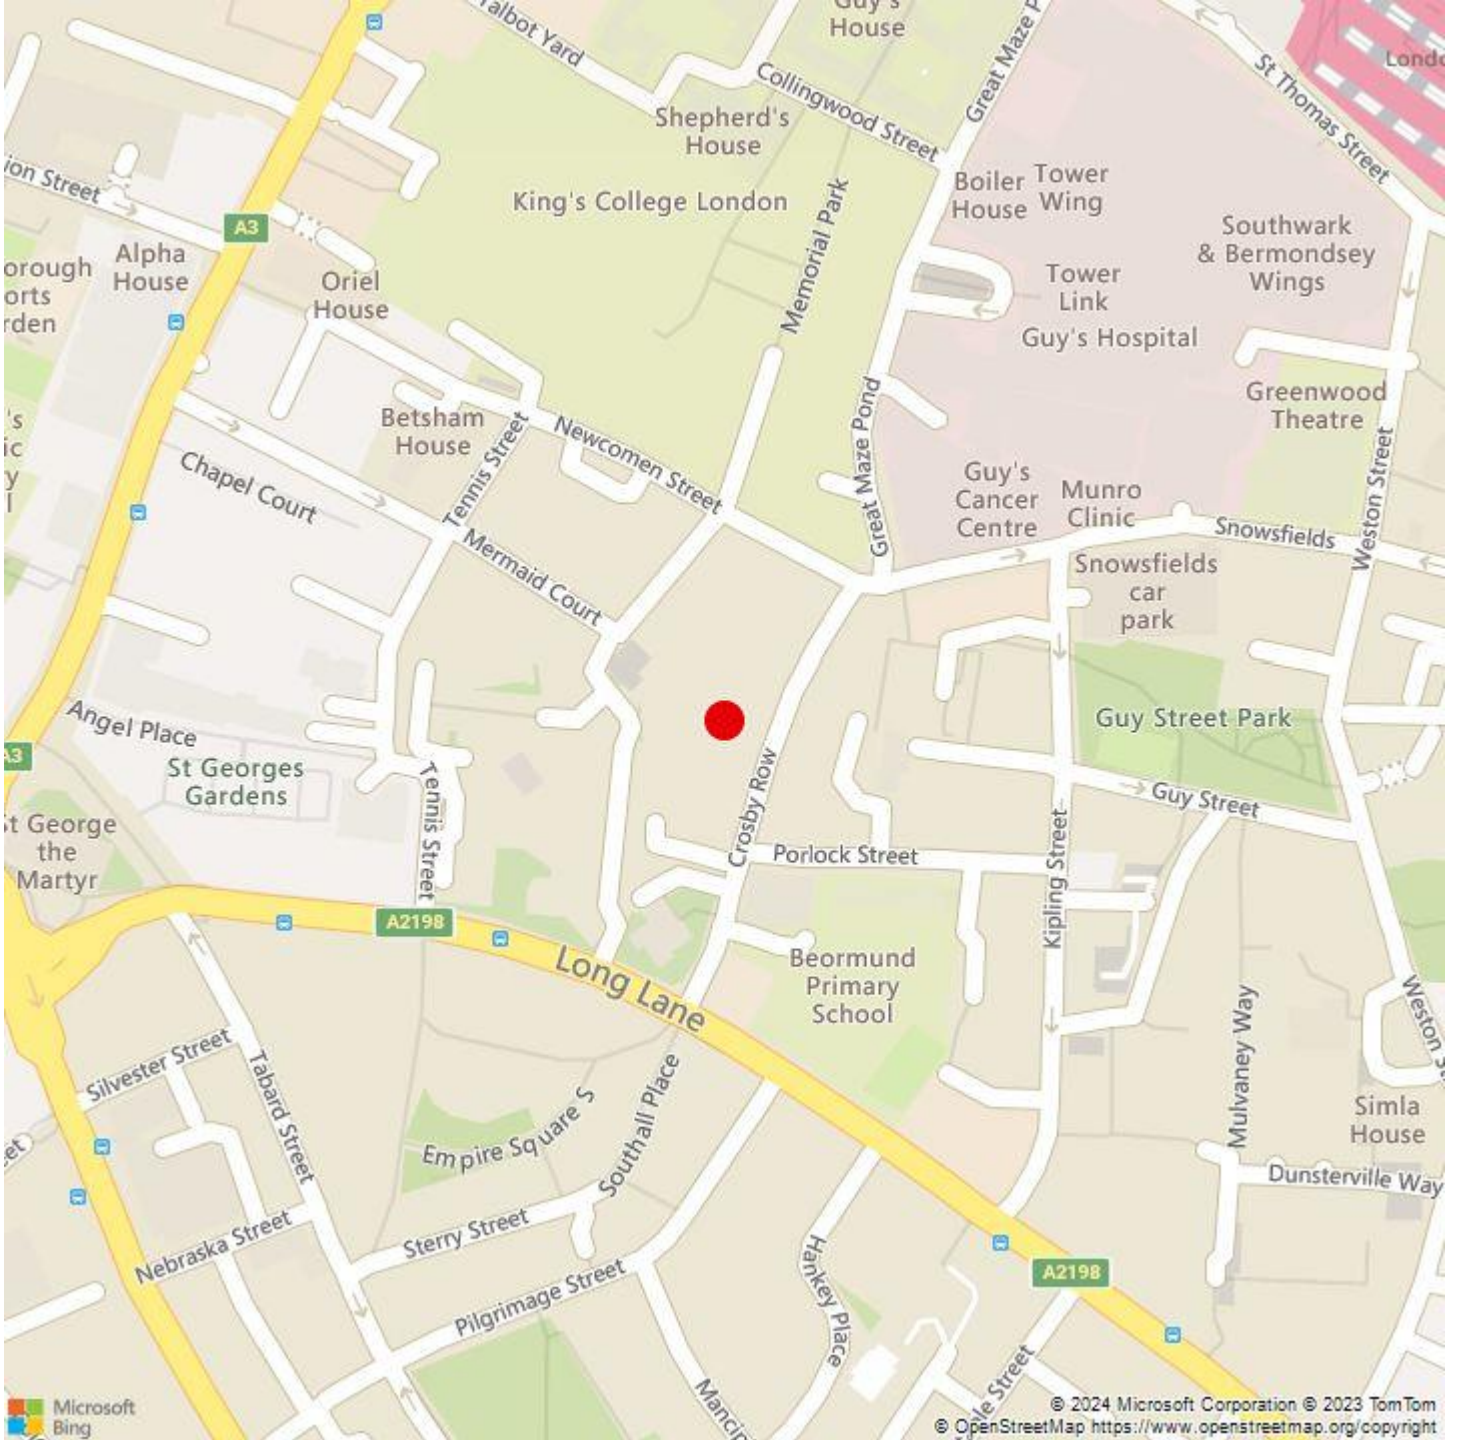 Talbot Yard
Guy's
House
Great Maze P
Collingwood Street
St Thomas Street
Shepherd's
House
King's College London
Memorial Park
Boiler
House
Tower
Wing
Southwark
& Bermondsey
Wings
Tower
Link
Guy's Hospital
ion Street
A3
Alpha
House
Oriel
House
orough
orts
rden
Greenwood
Theatre
Weston Street
Betsham
House
Newcomen Street
Great Maze Pond
Tennis Street
Chapel Court
Mermaid Court
's
ic
y
l
Guy's
Cancer
Centre
Munro
Clinic
Snowsfields
Snowsfields
car
park
Angel Place
A3
St Georges
Gardens
Tennis Street
Crosby Row
Guy Street Park
Guy Street
Porlock Street
Kipling Street
St George
the
Martyr
A2198
Long Lane
Beormund
Primary
School
Mulvaney Way
Weston S
Silvester Street
Tabard Street
Empire Square S
Southall Place
Simla
House
Dunsterville Way
et
Nebraska Street
Sterry Street
Pilgrimage Street
Hankey Place
A2198
Mancip
le Street
Microsoft
Bing
© 2024 Microsoft Corporation © 2023 TomTom
© OpenStreetMap https://www.openstreetmap.org/copyright